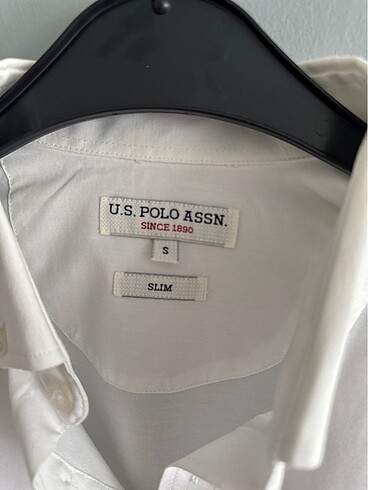 U.S. POLO ASSN.
SINCE 1890
S
SLIM